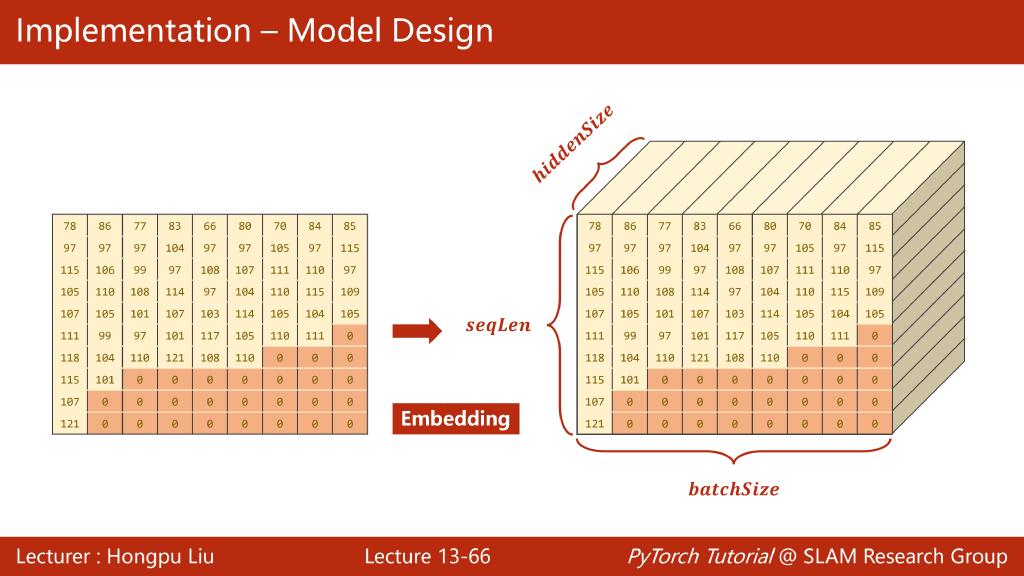 Implementation – Model Design
hiddenSize
78 86 77 83 66 80 70 84 85
97 97 97 104 97 97 105 97 115
115 106 99 97 108 107 111 110 97
105 110 108 114 97 104 110 115 109
107 105 101 107 103 114 105 104 105
111 99 97 101 117 105 110 111 0
118 104 110 121 108 110 0 0 0
115 101 0 0 0 0 0 0 0
107 0 0 0 0 0 0 0 0
121 0 0 0 0 0 0 0 0
Embedding
seqLen
78 86 77 83 66 80 70 84 85
97 97 97 104 97 97 105 97 115
115 106 99 97 108 107 111 110 97
105 110 108 114 97 104 110 115 109
107 105 101 107 103 114 105 104 105
111 99 97 101 117 105 110 111 0
118 104 110 121 108 110 0 0 0
115 101 0 0 0 0 0 0 0
107 0 0 0 0 0 0 0 0
121 0 0 0 0 0 0 0 0
batchSize
Lecturer : Hongpu Liu
Lecture 13-66
PyTorch Tutorial @ SLAM Research Group